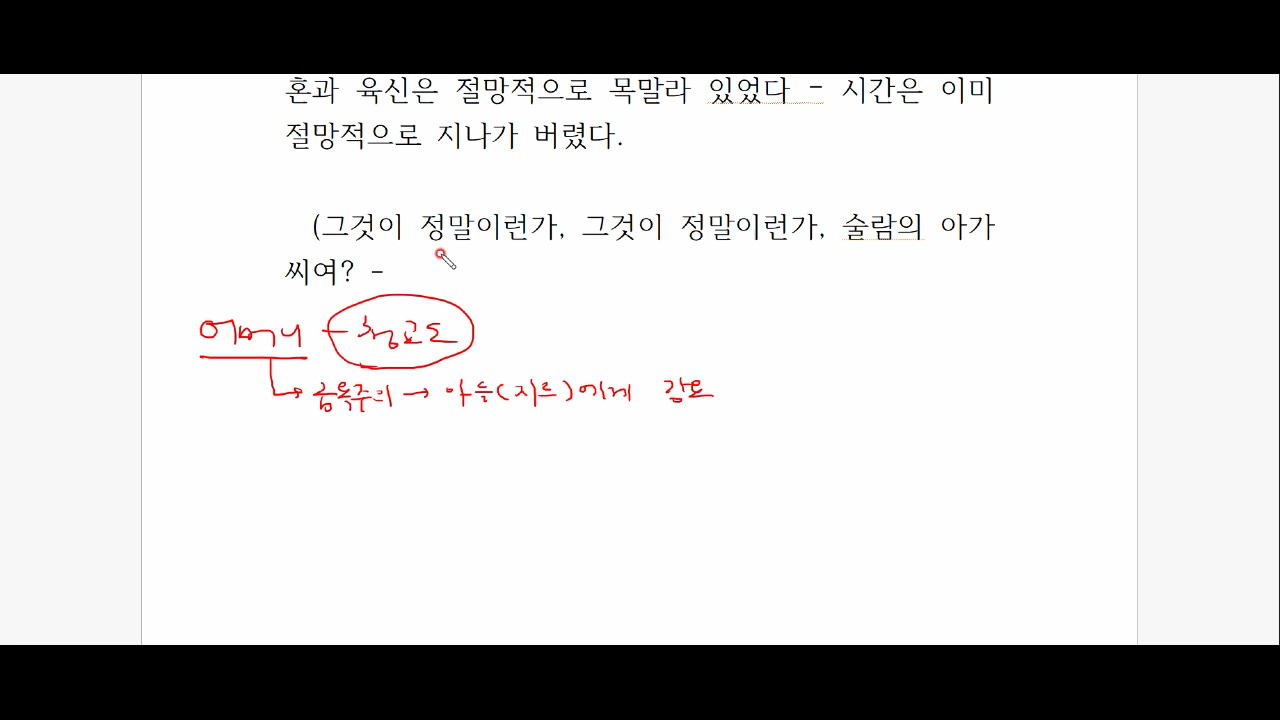 혼과 육신은 절망적으로 목말라 있었다 - 시간은 이미
절망적으로 지나가 버렸다.
(그것이 정말이런가, 그것이 정말이런가, 술람의 아가
씨여? -
어머니 - 청교도
금욕주의 → 아들(지드)에게 강요